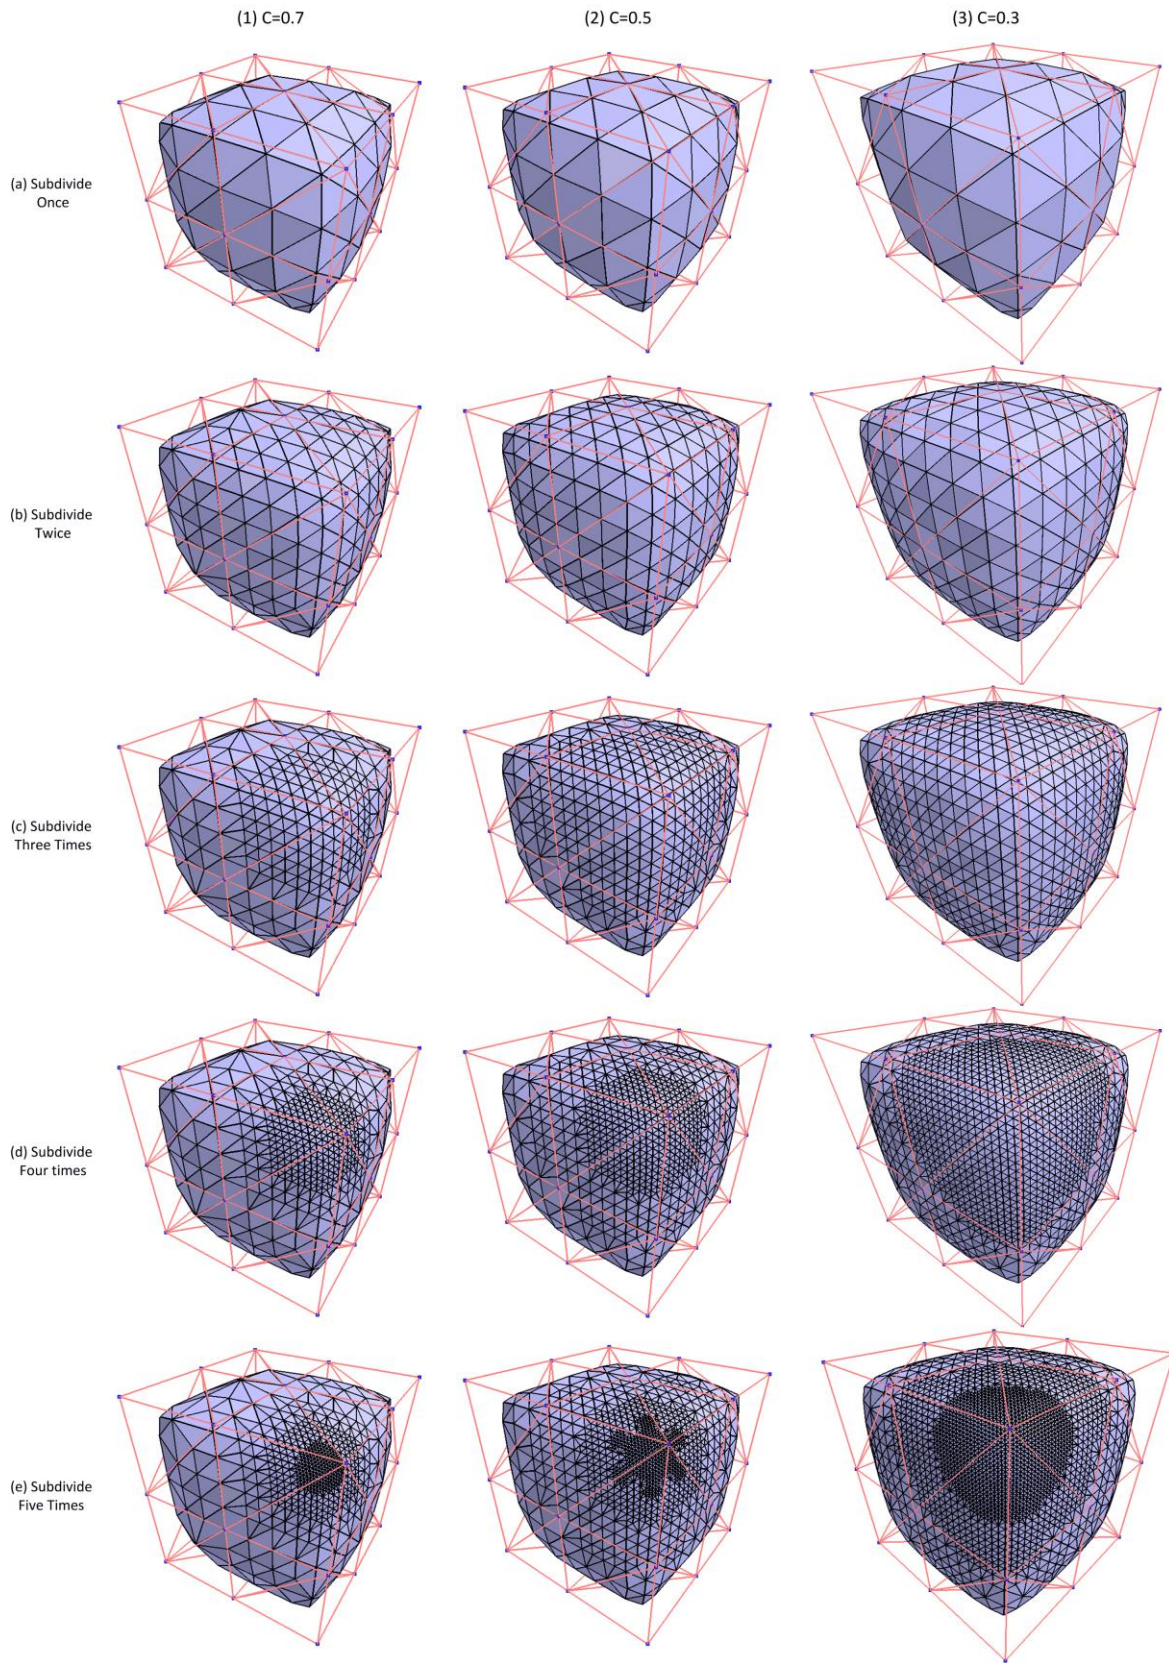 (1) C=0.7
(2) C=0.5
(3) C=0.3
(a) Subdivide
Once
(b) Subdivide
Twice
(c) Subdivide
Three Times
(d) Subdivide
Four times
(e) Subdivide
Five Times